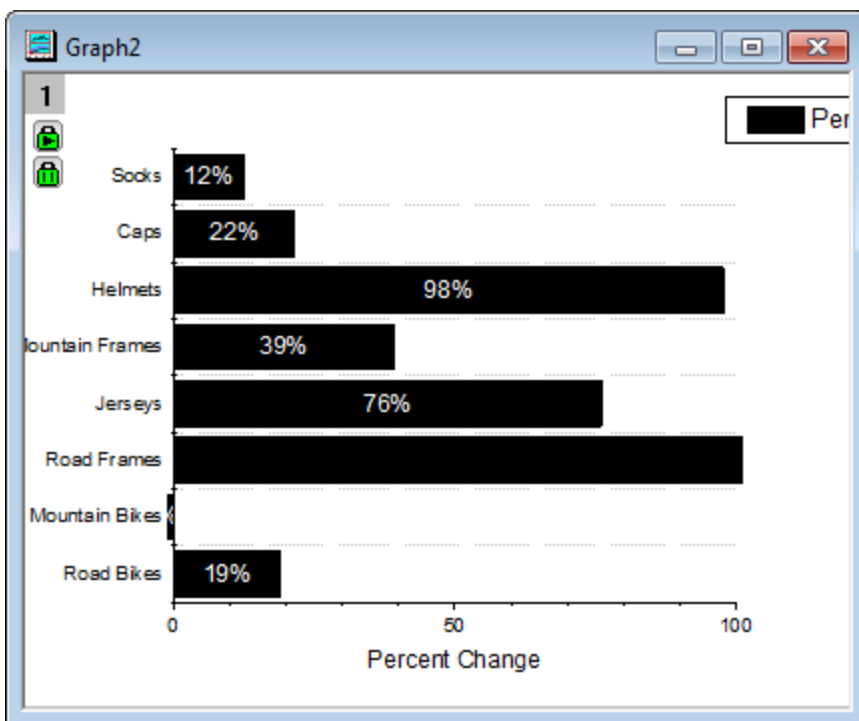 Graph2
1
Per
Socks 12%
Caps 22%
Helmets 98%
ountain Frames 39%
Jerseys 76%
Road Frames
Mountain Bikes
Road Bikes 19%
0 50 100
Percent Change